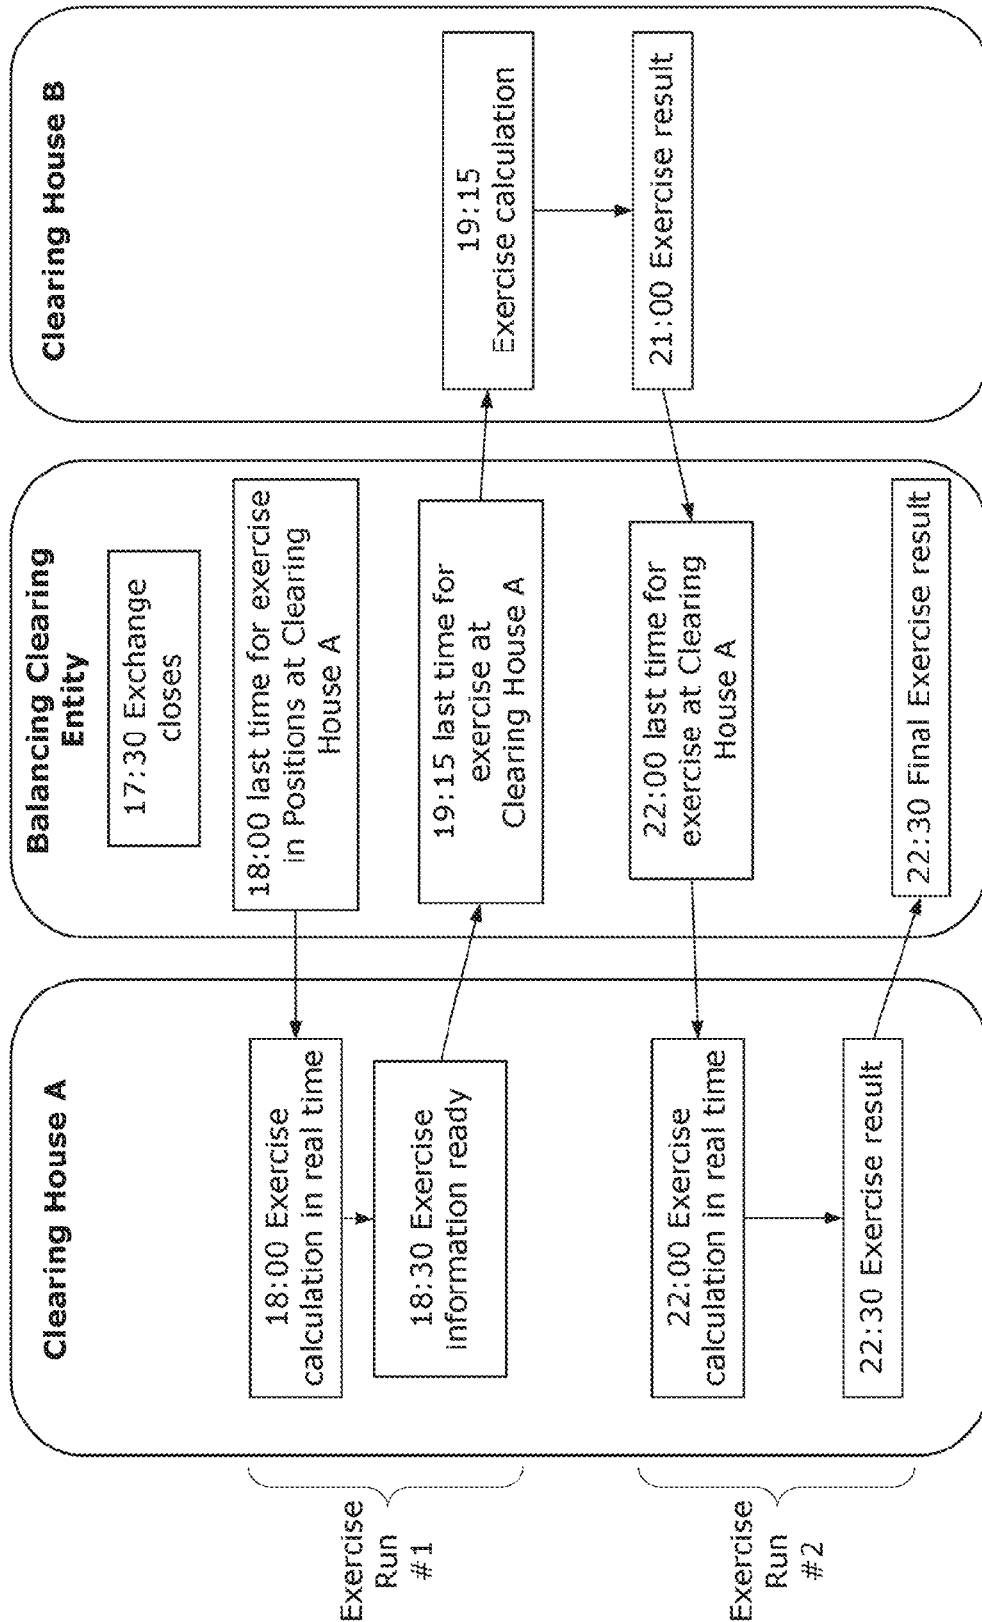 Clearing House A
Balancing Clearing
Entity
Clearing House B
17:30 Exchange
closes
Exercise
Run
#1
18:00 Exercise
calculation in real time
18:00 last time for exercise
in Positions at Clearing
House A
18:30 Exercise
information ready
19:15 last time for
exercise at
Clearing House A
19:15
Exercise calculation
21:00 Exercise result
Exercise
Run
#2
22:00 Exercise
calculation in real time
22:00 last time for
exercise at Clearing
House A
22:30 Exercise result
22:30 Final Exercise result